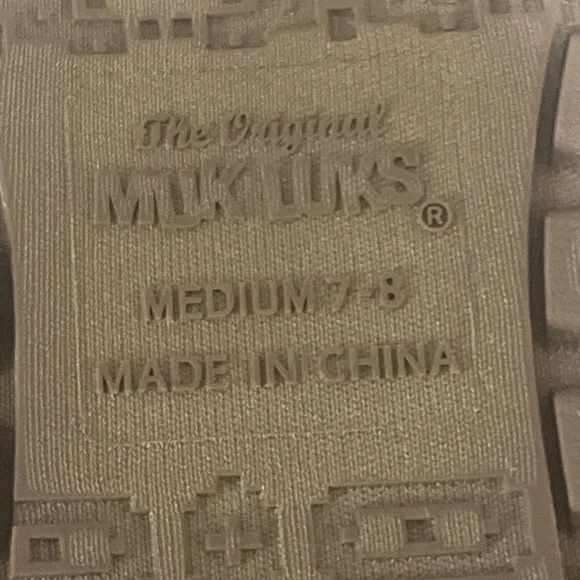 The Original
MUK LUKS®
MEDIUM 7-8
MADE IN CHINA